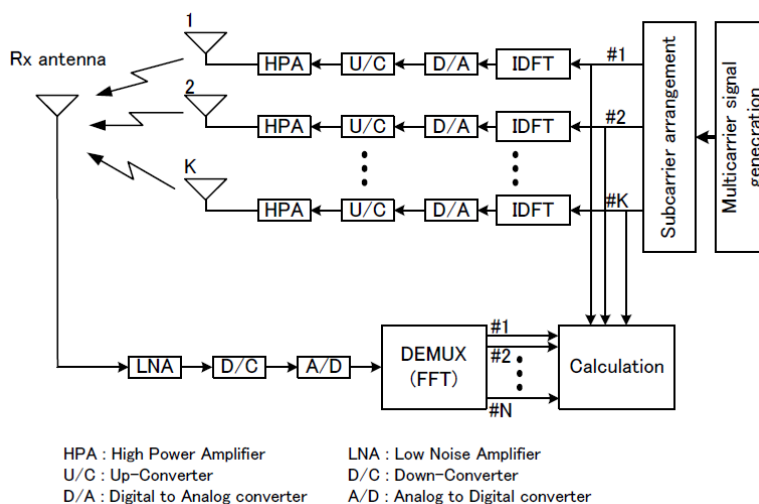 Rx antenna
1
HPA U/C D/A IDFT #1
2
HPA U/C D/A IDFT #2
K
HPA U/C D/A IDFT #K
Subcarrier arrangement
Multicarrier signal
genecration
LNA D/C A/D
DEMUX
(FFT)
#1
#2
#N
Calculation
HPA : High Power Amplifier
LNA : Low Noise Amplifier
U/C : Up-Converter
D/C : Down-Converter
D/A : Digital to Analog converter
A/D : Analog to Digital converter